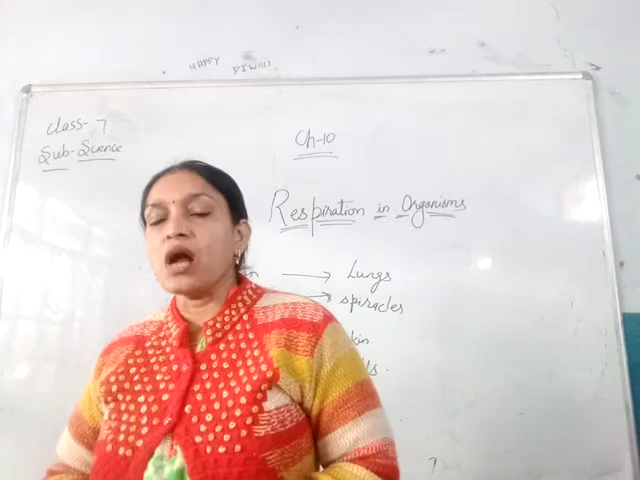 HAPPY DIWALI
Class- 7
Sub- Science
Ch-10
Respiration in Organisms
→ Lungs
→ spiracles